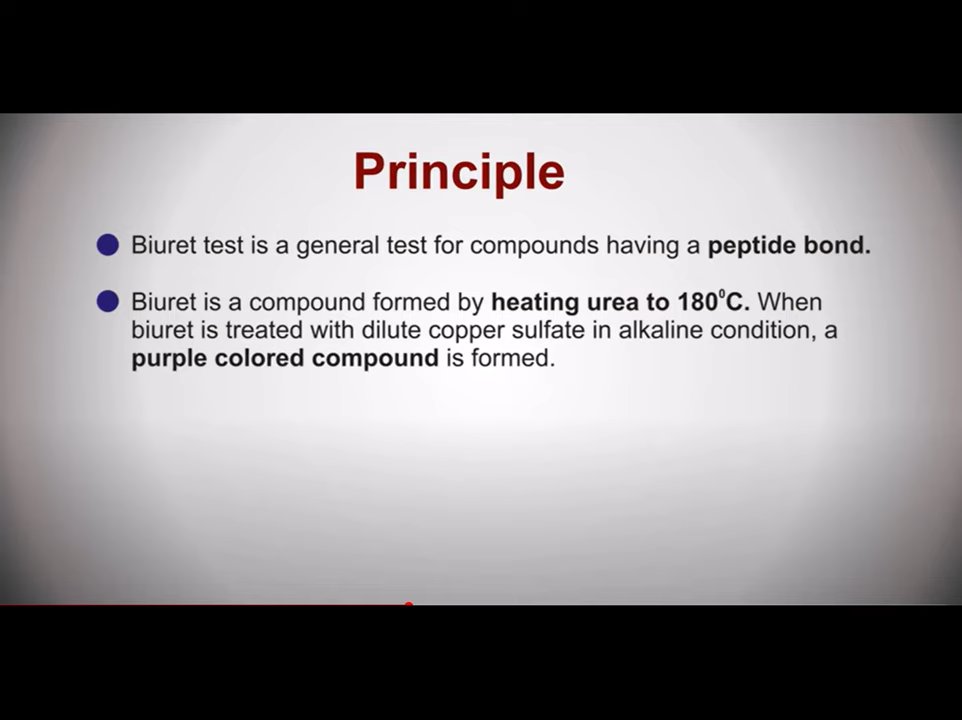 Principle
Biuret test is a general test for compounds having a peptide bond.
Biuret is a compound formed by heating urea to 180⁰C. When
biuret is treated with dilute copper sulfate in alkaline condition, a
purple colored compound is formed.